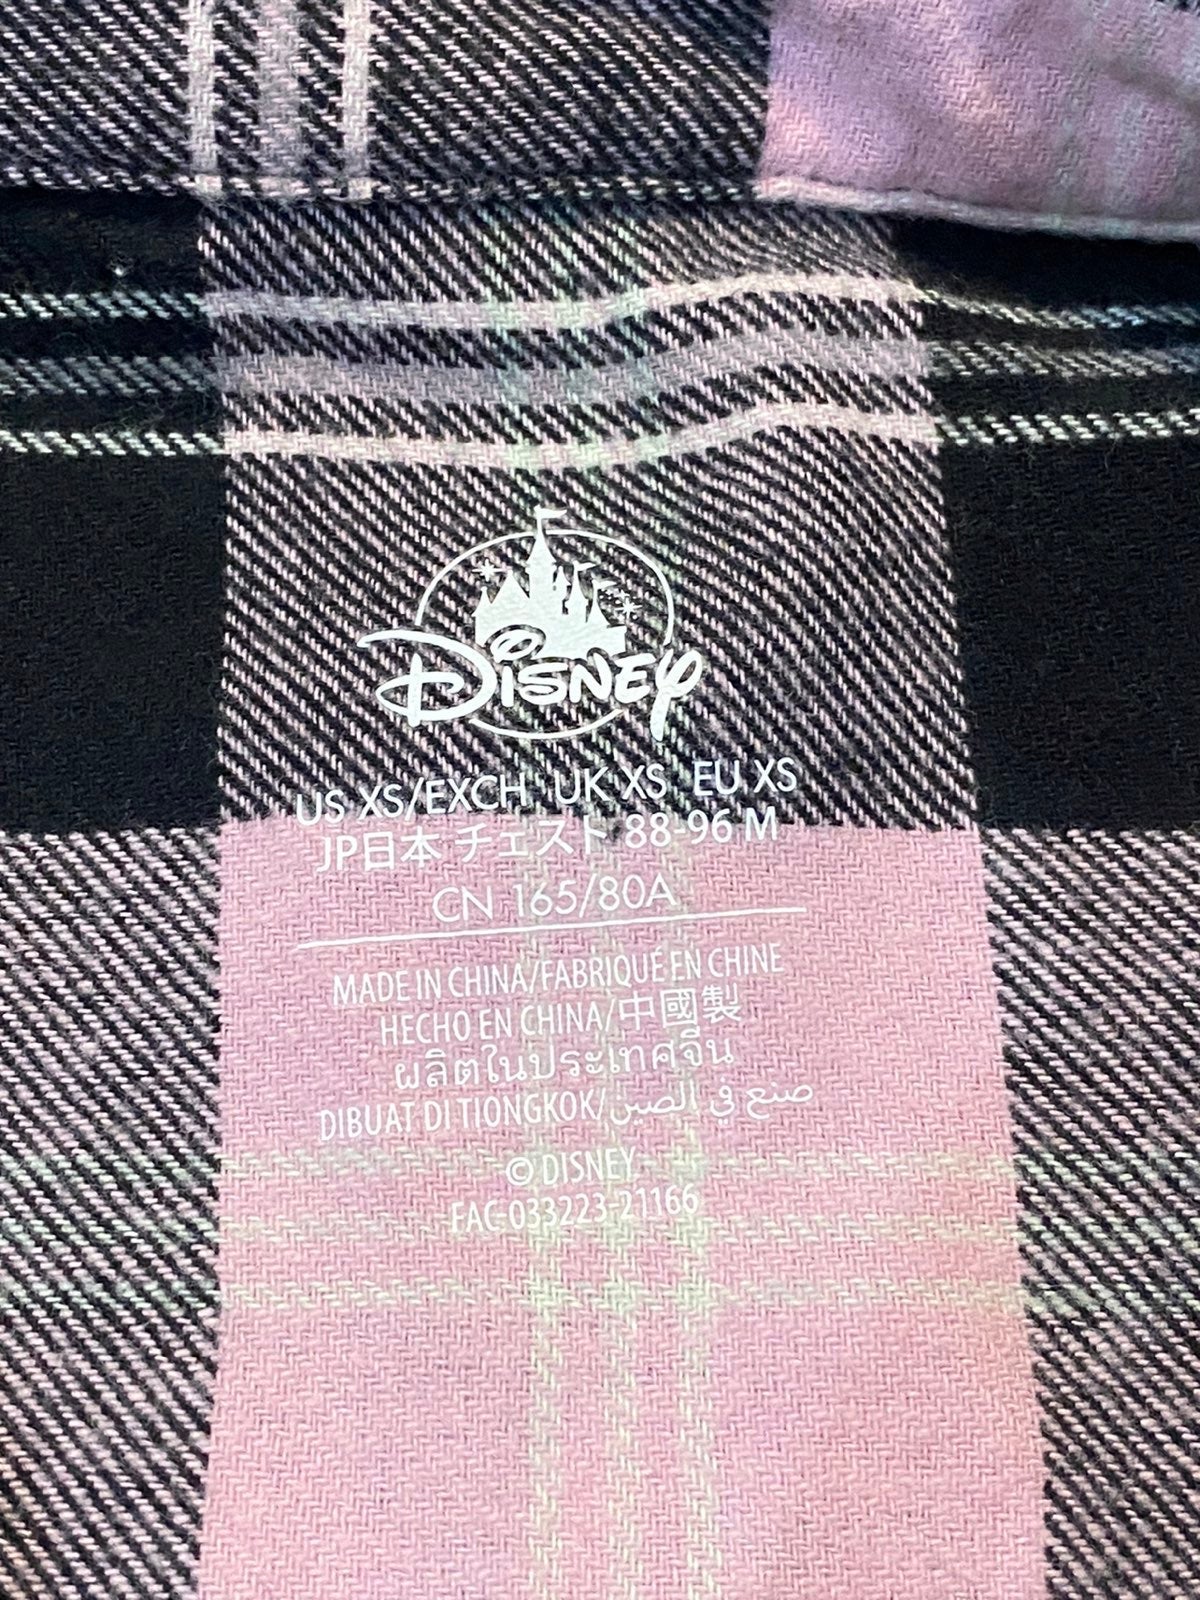 Disney
US XS/EXCH UK XS EU XS
JP日本 チェスト 88-96 M
CN 165/80A
MADE IN CHINA/FABRIQUÉ EN CHINE
HECHO EN CHINA/中國製
ผลิตในประเทศจีน
DIBUAT DI TIONGKOK/صنع في الصين
© DISNEY
FAC-033223-21166